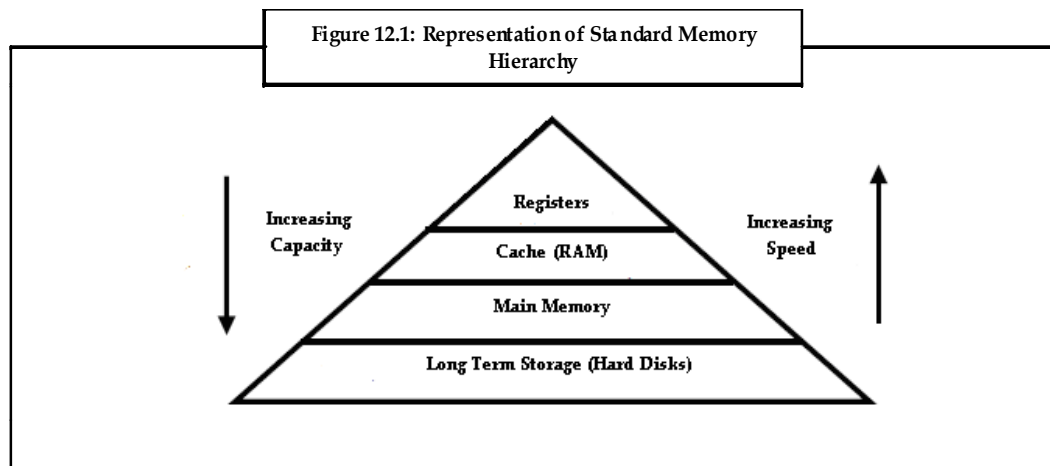 Figure 12.1: Representation of Standard Memory
Hierarchy
Registers
Increasing
Capacity
Increasing
Speed
Cache (RAM)
Main Memory
Long Term Storage (Hard Disks)